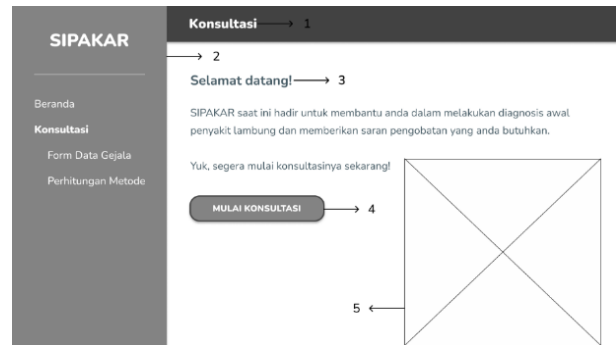 SIPAKAR
Beranda
Konsultasi
Form Data Gejala
Perhitungan Metode
Konsultasi 1
2
Selamat datang! 3
SIPAKAR saat ini hadir untuk membantu anda dalam melakukan diagnosis awal
penyakit lambung dan memberikan saran pengobatan yang anda butuhkan.
Yuk, segera mulai konsultasinya sekarang!
MULAI KONSULTASI 4
5